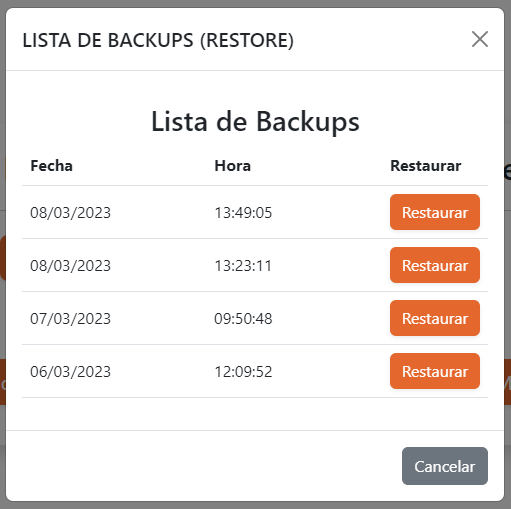 LISTA DE BACKUPS (RESTORE)
Lista de Backups
Fecha Hora Restaurar
08/03/2023 13:49:05 Restaurar
08/03/2023 13:23:11 Restaurar
07/03/2023 09:50:48 Restaurar
06/03/2023 12:09:52 Restaurar
Cancelar